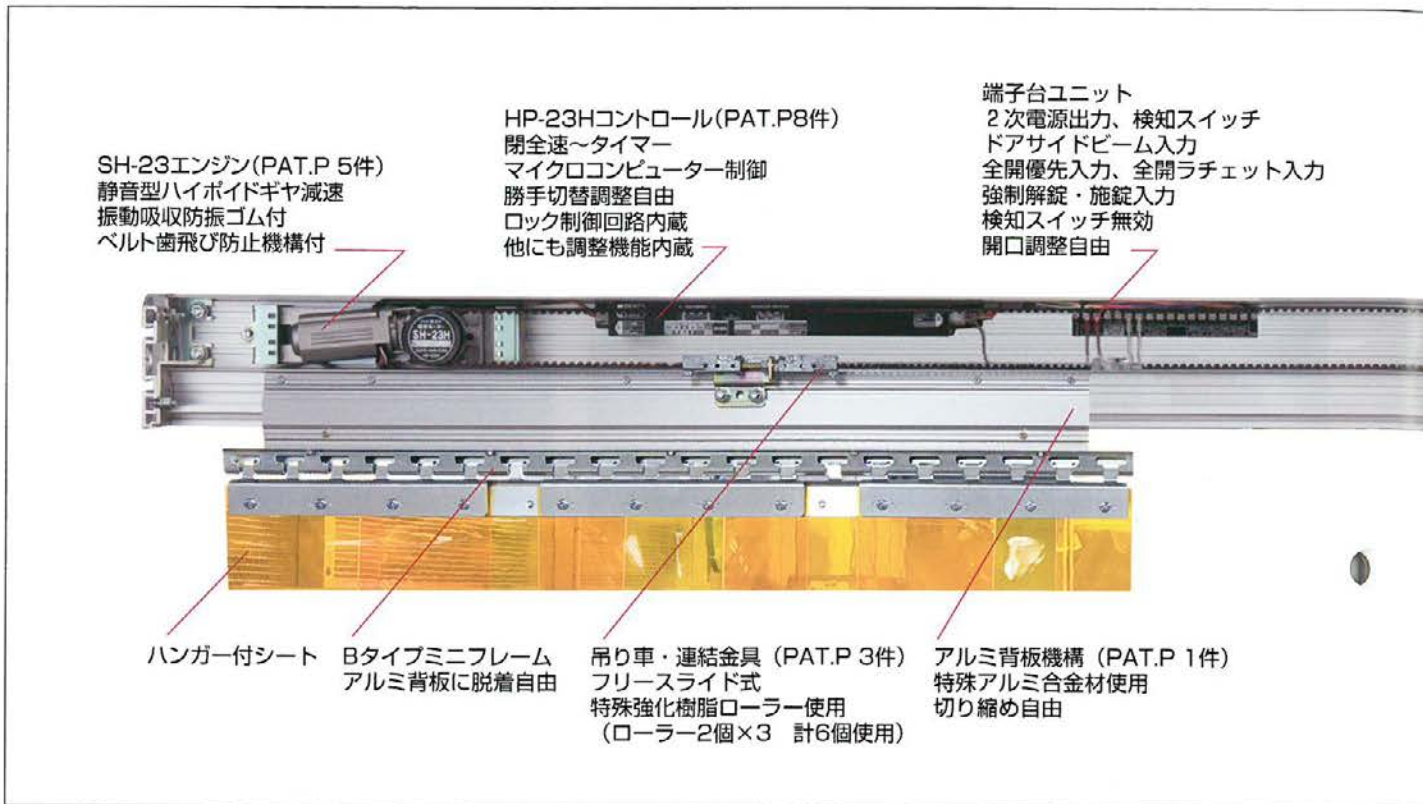 SH-23エンジン(PAT.P 5件)
静音型ハイポイドギヤ減速
振動吸収防振ゴム付
ベルト歯飛び防止機構付
HP-23Hコントロール(PAT.P8件)
閉全速～タイマー
マイクロコンピューター制御
勝手切替調整自由
ロック制御回路内蔵
他にも調整機能内蔵
端子台ユニット
２次電源出力、検知スイッチ
ドアサイドビーム入力
全開優先入力、全開ラチェット入力
強制解錠・施錠入力
検知スイッチ無効
開口調整自由
SH-23H
ハンガー付シート
Bタイプミニフレーム
アルミ背板に脱着自由
吊り車・連結金具（PAT.P 3件）
フリースライド式
特殊強化樹脂ローラー使用
（ローラー2個×3　計6個使用）
アルミ背板機構（PAT.P 1件）
特殊アルミ合金材使用
切り縮め自由